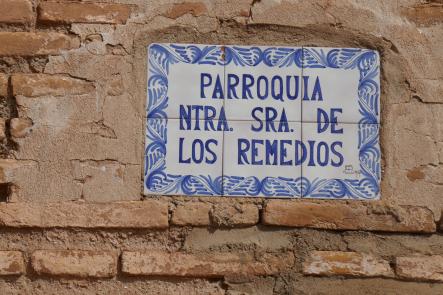 PARROQUIA
NTRA. SRA. DE
LOS REMEDIOS